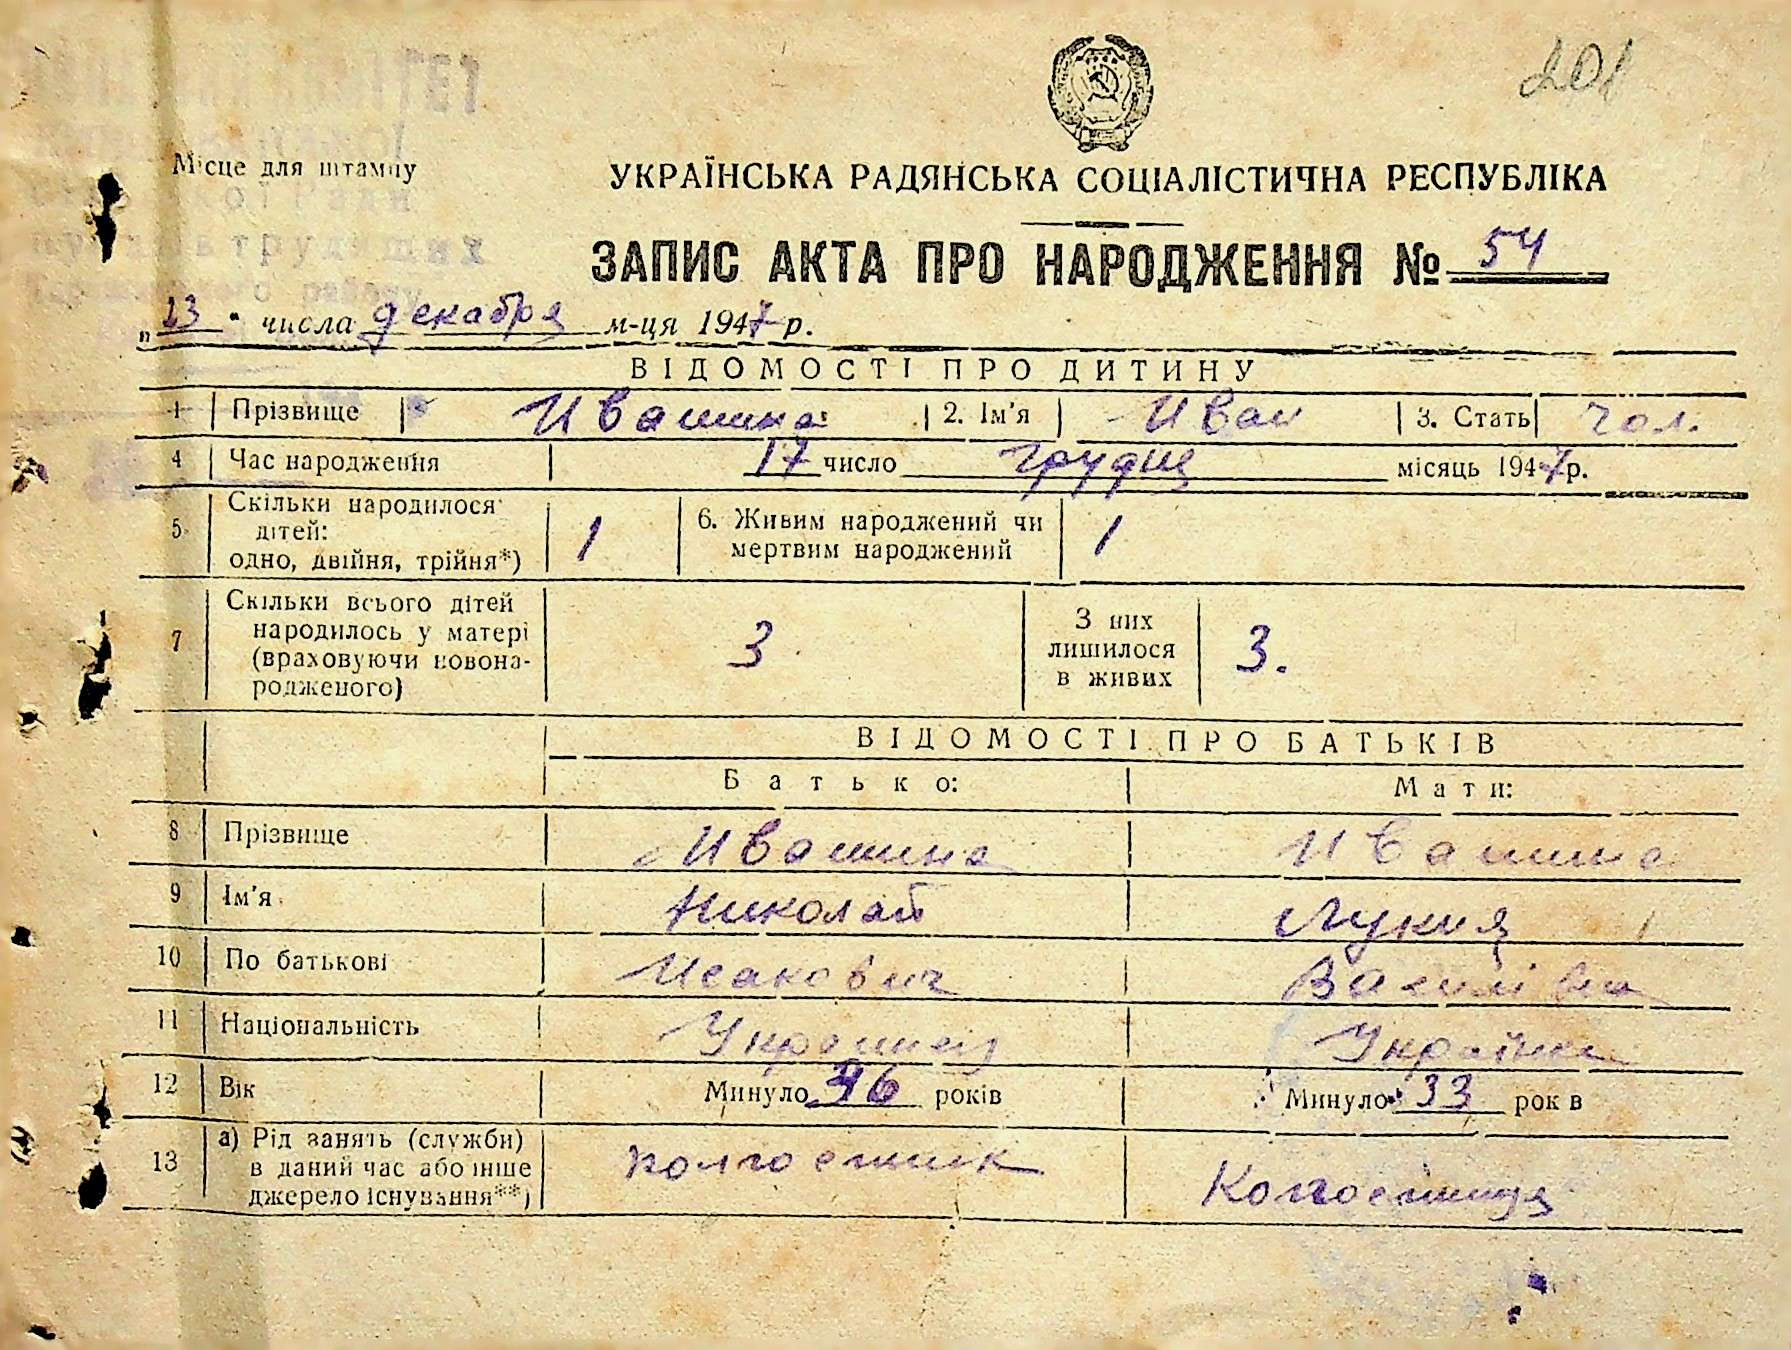 201
Місце для штампу
УКРАЇНСЬКА РАДЯНСЬКА СОЦІАЛІСТИЧНА РЕСПУБЛІКА
ЗАПИС АКТА ПРО НАРОДЖЕННЯ № 54
„23“ числа декабря м-ця 1947 р.
ВІДОМОСТІ ПРО ДИТИНУ
1 Прізвище Ивашина 2. Ім'я Иван 3. Стать чол.
4 Час народження 17 число грудня місяць 1947 р.
5 Скільки народилося дітей: одно, двійня, трійня*) 1 6. Живим народжений чи мертвим народжений 1
7 Скільки всього дітей народилось у матері (враховуючи новонародженого) 3 З них лишилося в живих 3.
ВІДОМОСТІ ПРО БАТЬКІВ
Батько: Мати:
8 Прізвище Ивашина Ивашина
9 Ім'я Николай Лукия
10 По батькові Исакович Василівна
11 Національність Украинец Українка
12 Вік Минуло 36 років Минуло 33 рок в
13 а) Рід занять (служби) в даний час або інше джерело існування**) колгоспник Колгоспниця